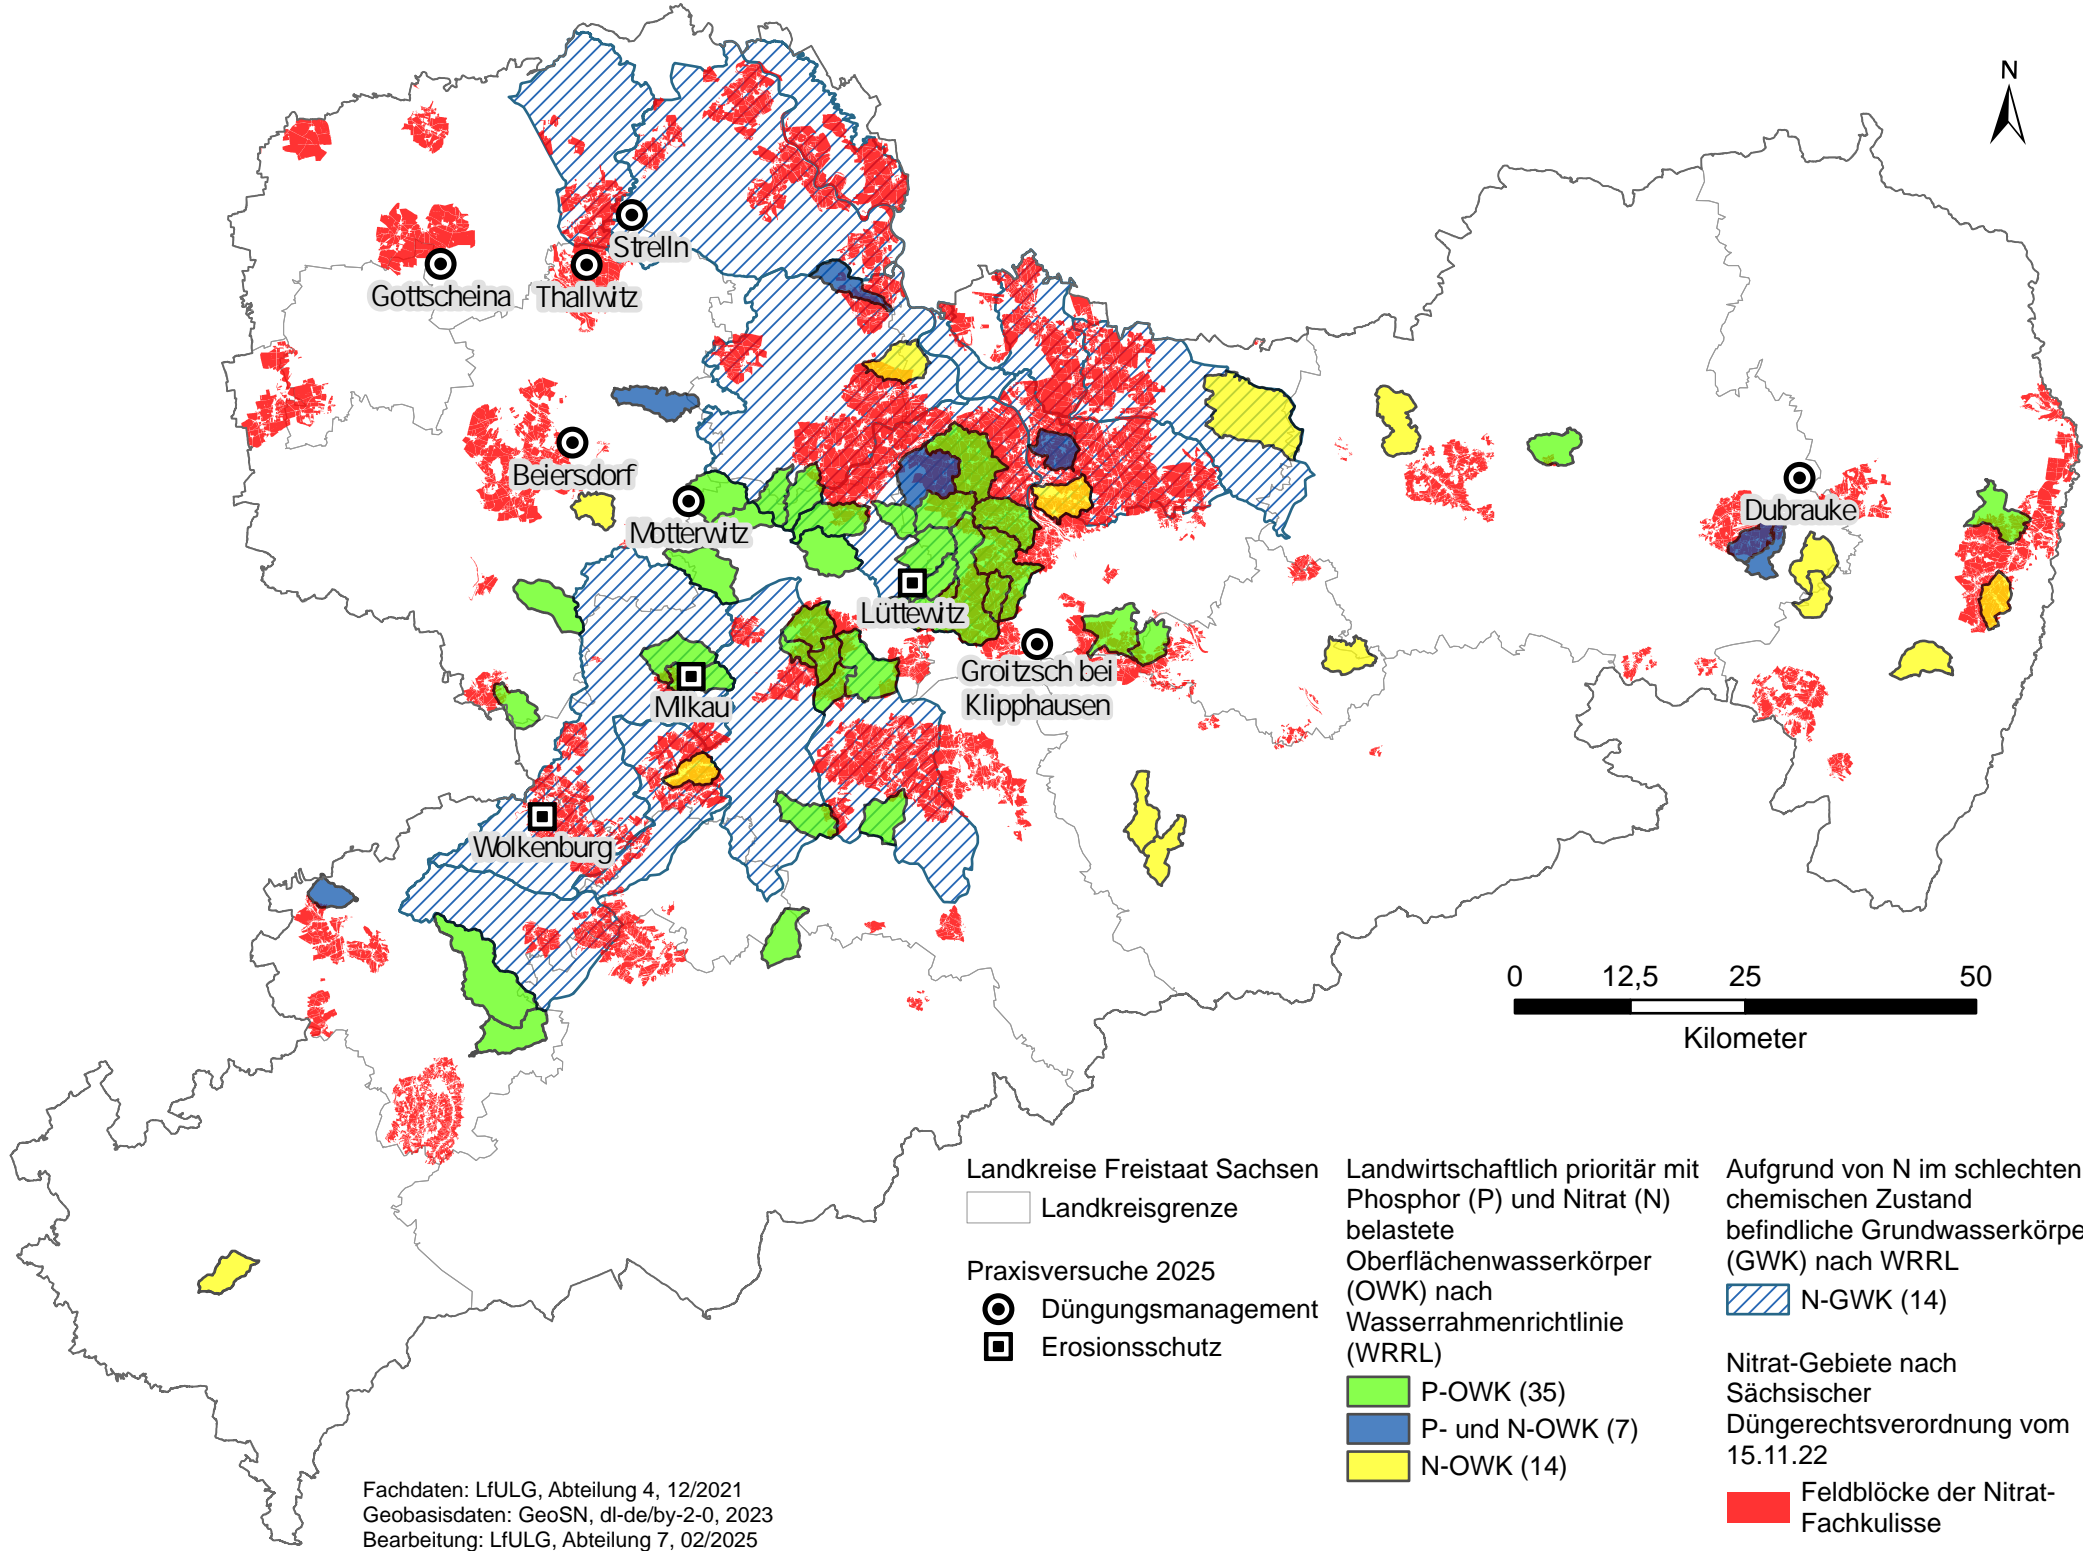 N
Strelln
Gottscheina
Thallwitz
Beiersdorf
Motterwitz
Dubrauke
Lüttewitz
Groitzsch bei
Klipphausen
Milkau
Wolkenburg
0 12,5 25 50
Kilometer
Landkreise Freistaat Sachsen
Landkreisgrenze
Praxisversuche 2025
Düngungsmanagement
Erosionsschutz
Landwirtschaftlich prioritär mit
Phosphor (P) und Nitrat (N)
belastete
Oberflächenwasserkörper
(OWK) nach
Wasserrahmenrichtlinie
(WRRL)
P-OWK (35)
P- und N-OWK (7)
N-OWK (14)
Aufgrund von N im schlechten
chemischen Zustand
befindliche Grundwasserkörpe
(GWK) nach WRRL
N-GWK (14)
Nitrat-Gebiete nach
Sächsischer
Düngerechtsverordnung vom
15.11.22
Feldblöcke der Nitrat-
Fachkulisse
Fachdaten: LfULG, Abteilung 4, 12/2021
Geobasisdaten: GeoSN, dl-de/by-2-0, 2023
Bearbeitung: LfULG, Abteilung 7, 02/2025